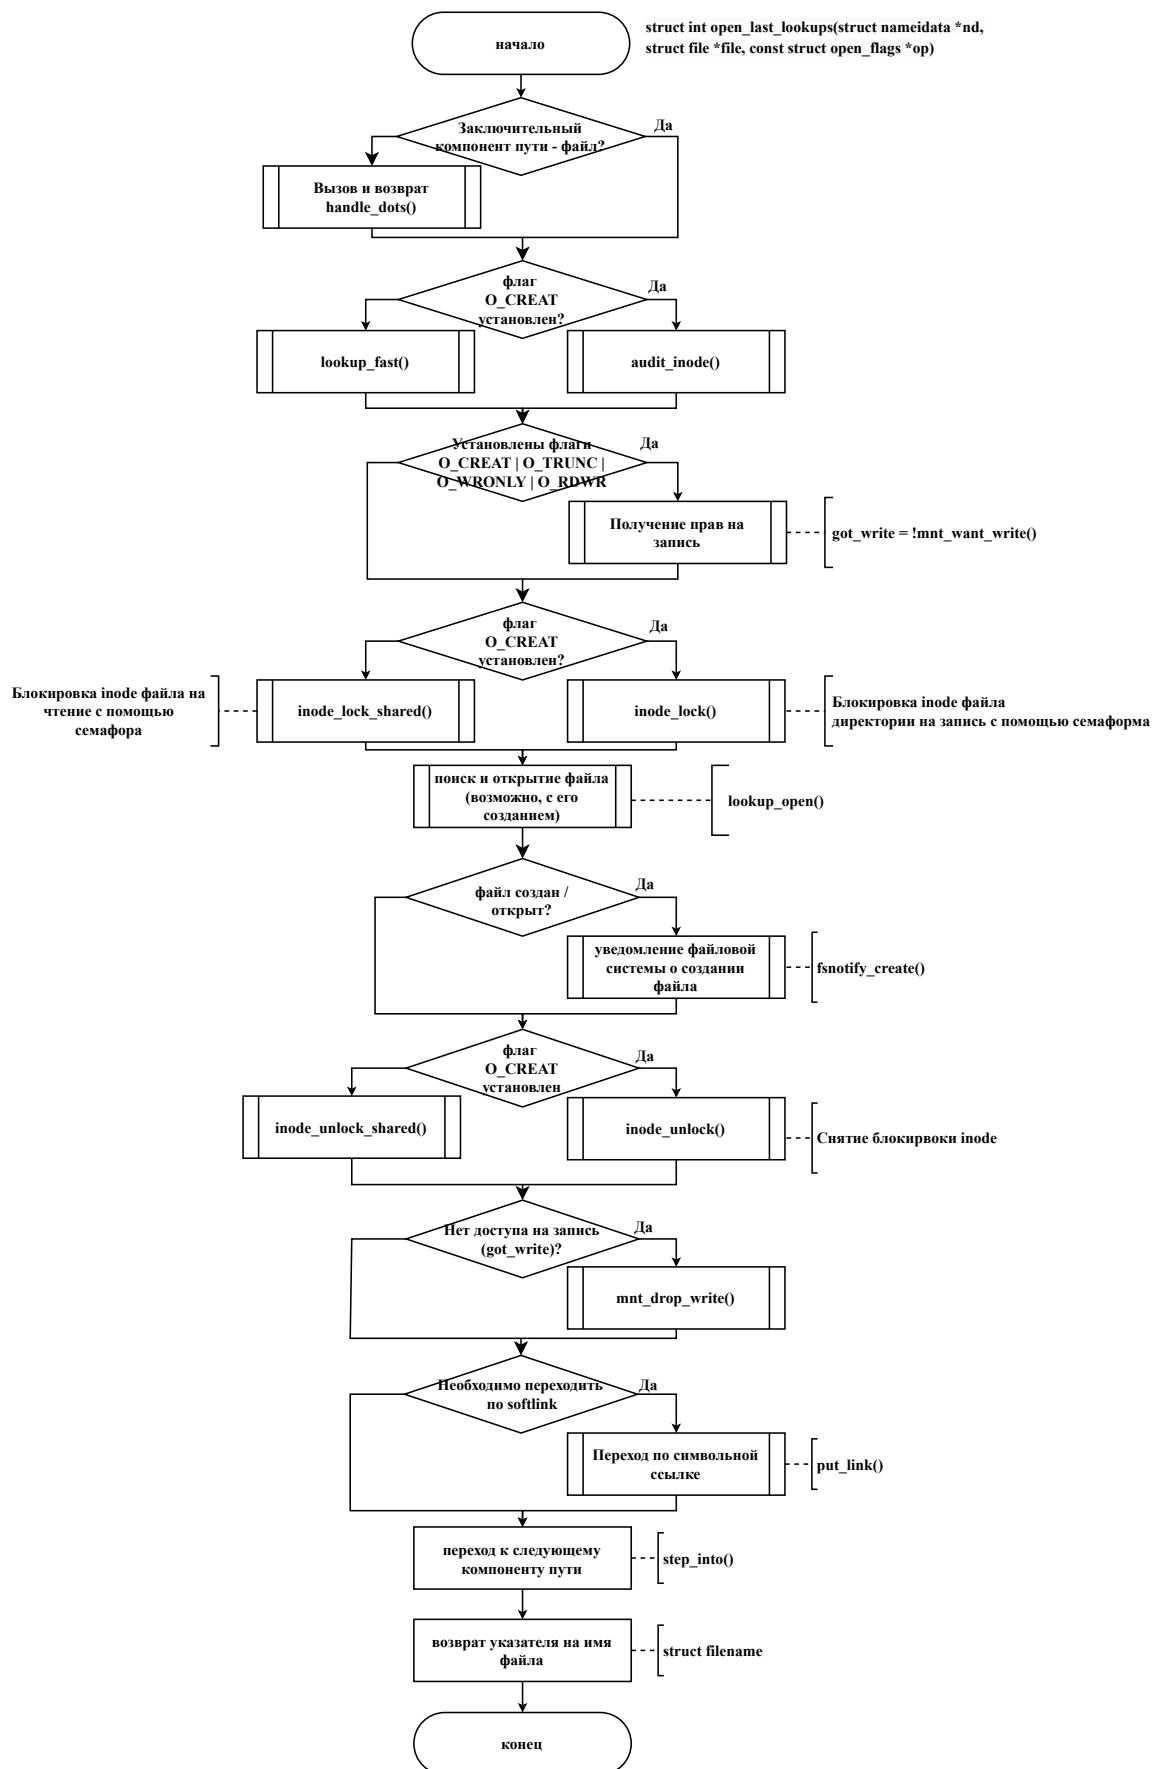 struct int open_last_lookups(struct nameidata *nd,
struct file *file, const struct open_flags *op)
начало
Заключительный
компонент пути - файл?
Да
Вызов и возврат
handle_dots()
флаг
O_CREAT
установлен?
Да
lookup_fast()
audit_inode()
Установлены флаги
O_CREAT | O_TRUNC |
O_WRONLY | O_RDWR
Да
Получение прав на
запись
got_write = !mnt_want_write()
флаг
O_CREAT
установлен?
Да
Блокировка inode файла на
чтение с помощью
семафора
inode_lock_shared()
inode_lock()
Блокировка inode файла
директории на запись с помощью семаформа
поиск и открытие файла
(возможно, с его
созданием)
lookup_open()
файл создан /
открыт?
Да
уведомление файловой
системы о создании
файла
fsnotify_create()
флаг
O_CREAT
установлен
Да
inode_unlock_shared()
inode_unlock()
Снятие блокирвоки inode
Нет доступа на запись
(got_write)?
Да
mnt_drop_write()
Необходимо переходить
по softlink
Да
Переход по символьной
ссылке
put_link()
переход к следующему
компоненту пути
step_into()
возврат указателя на имя
файла
struct filename
конец